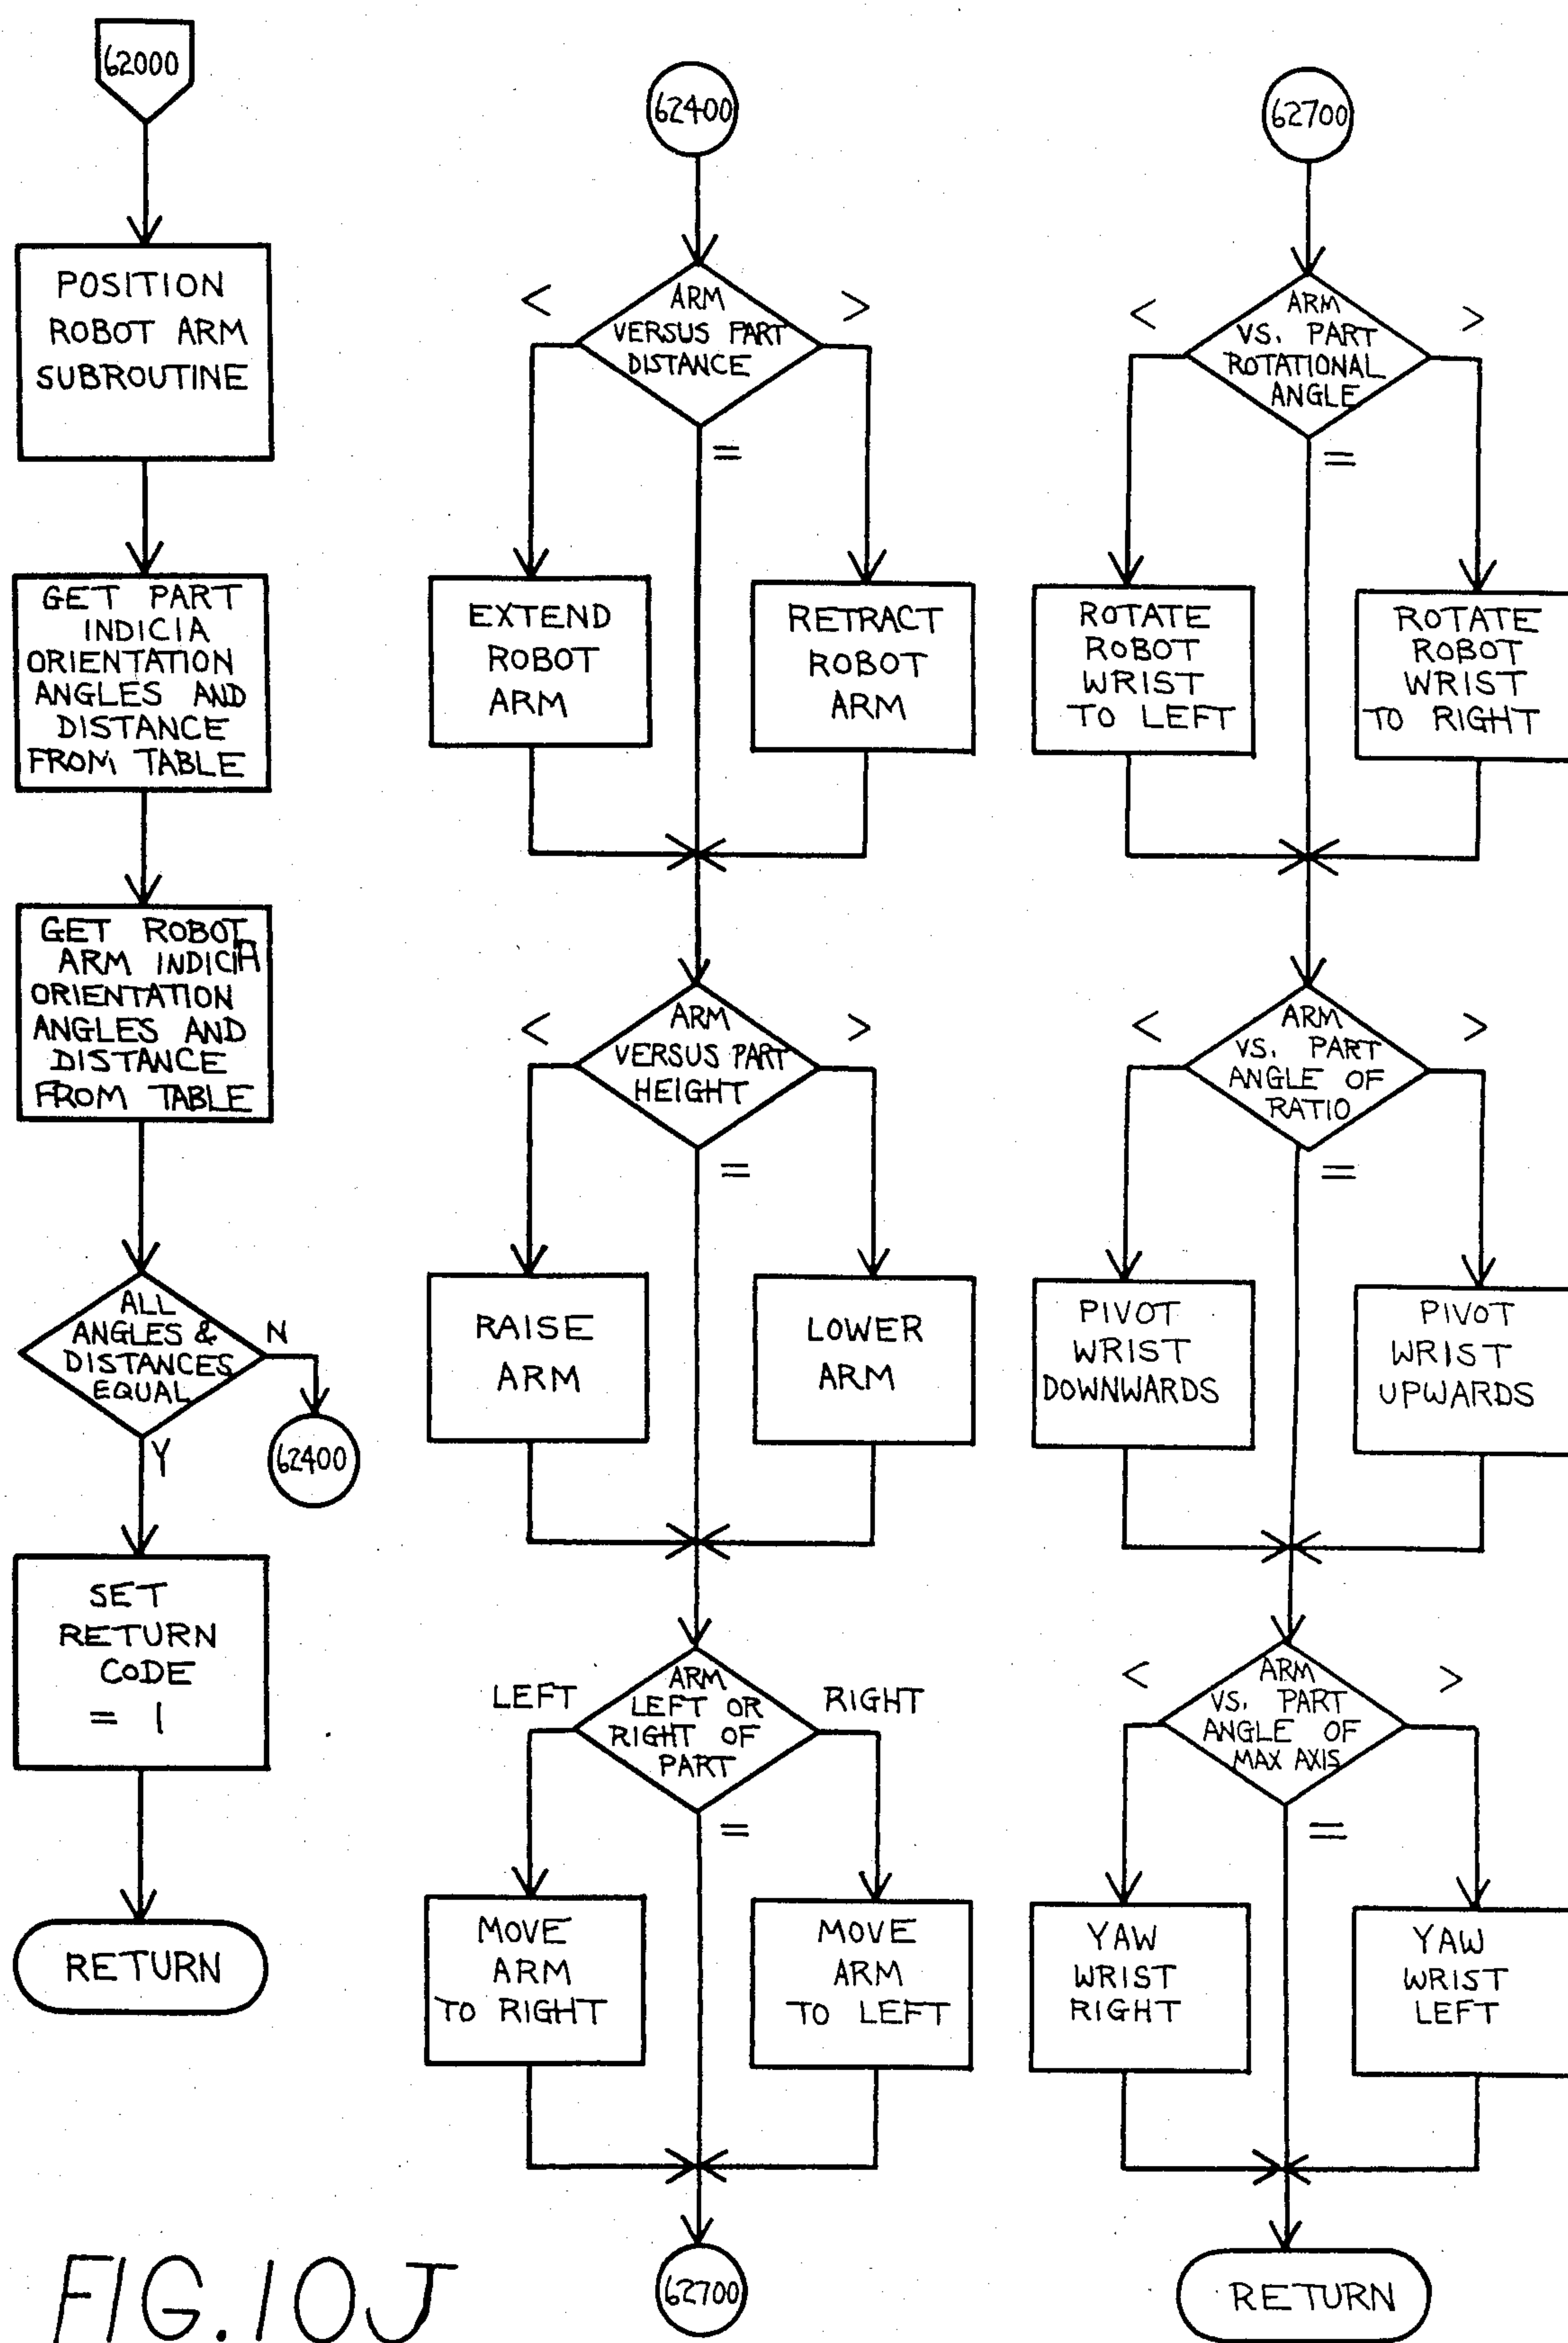 62000
POSITION
ROBOT ARM
SUBROUTINE
GET PART
INDICIA
ORIENTATION
ANGLES AND
DISTANCE
FROM TABLE
GET ROBOT
ARM INDICIA
ORIENTATION
ANGLES AND
DISTANCE
FROM TABLE
ALL
ANGLES &
DISTANCES
EQUAL
N
Y
62400
SET
RETURN
CODE
= 1
RETURN
62400
<
ARM
VERSUS PART
DISTANCE
>
=
EXTEND
ROBOT
ARM
RETRACT
ROBOT
ARM
<
ARM
VERSUS PART
HEIGHT
>
=
RAISE
ARM
LOWER
ARM
LEFT
ARM
LEFT OR
RIGHT OF
PART
RIGHT
=
MOVE
ARM
TO RIGHT
MOVE
ARM
TO LEFT
62700
62700
<
ARM
VS. PART
ROTATIONAL
ANGLE
>
=
ROTATE
ROBOT
WRIST
TO LEFT
ROTATE
ROBOT
WRIST
TO RIGHT
<
ARM
VS. PART
ANGLE OF
RATIO
>
=
PIVOT
WRIST
DOWNWARDS
PIVOT
WRIST
UPWARDS
<
ARM
VS. PART
ANGLE OF
MAX AXIS
>
=
YAW
WRIST
RIGHT
YAW
WRIST
LEFT
RETURN
FIG. 10J